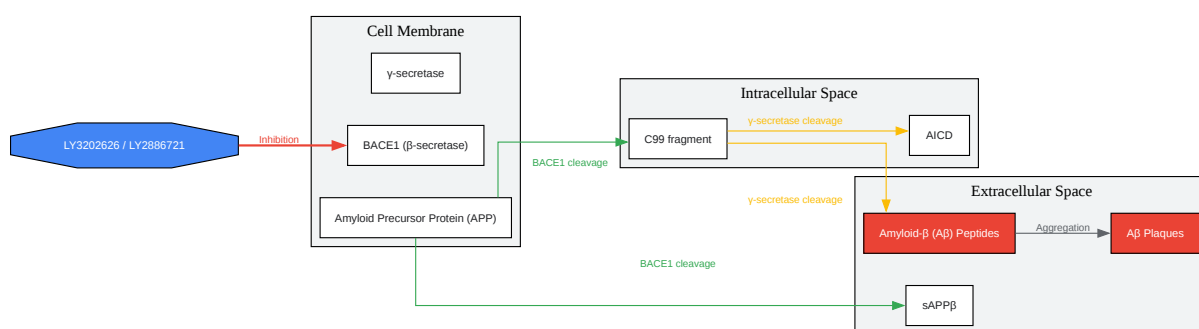 Cell Membrane
γ-secretase
LY3202626 / LY2886721
Inhibition
BACE1 (β-secretase)
Amyloid Precursor Protein (APP)
BACE1 cleavage
Intracellular Space
C99 fragment
γ-secretase cleavage
AICD
γ-secretase cleavage
Extracellular Space
Amyloid-β (Aβ) Peptides
Aggregation
Aβ Plaques
BACE1 cleavage
sAPPβ